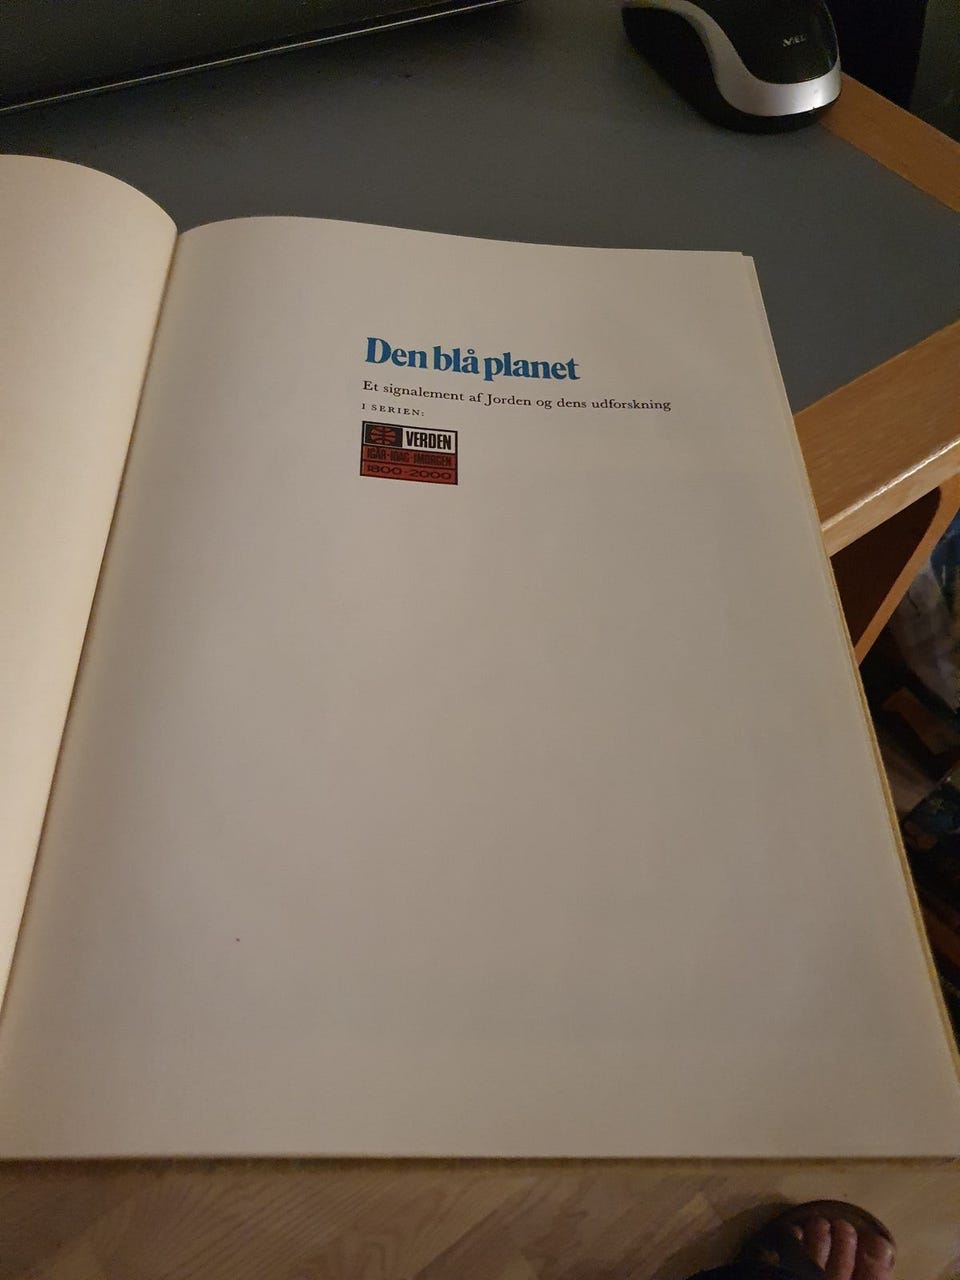 Den blå planet
Et signalement af Jorden og dens udforskning
I SERIEN:
VERDEN
IGÅR-IDAG-IMORGEN
1800-2000